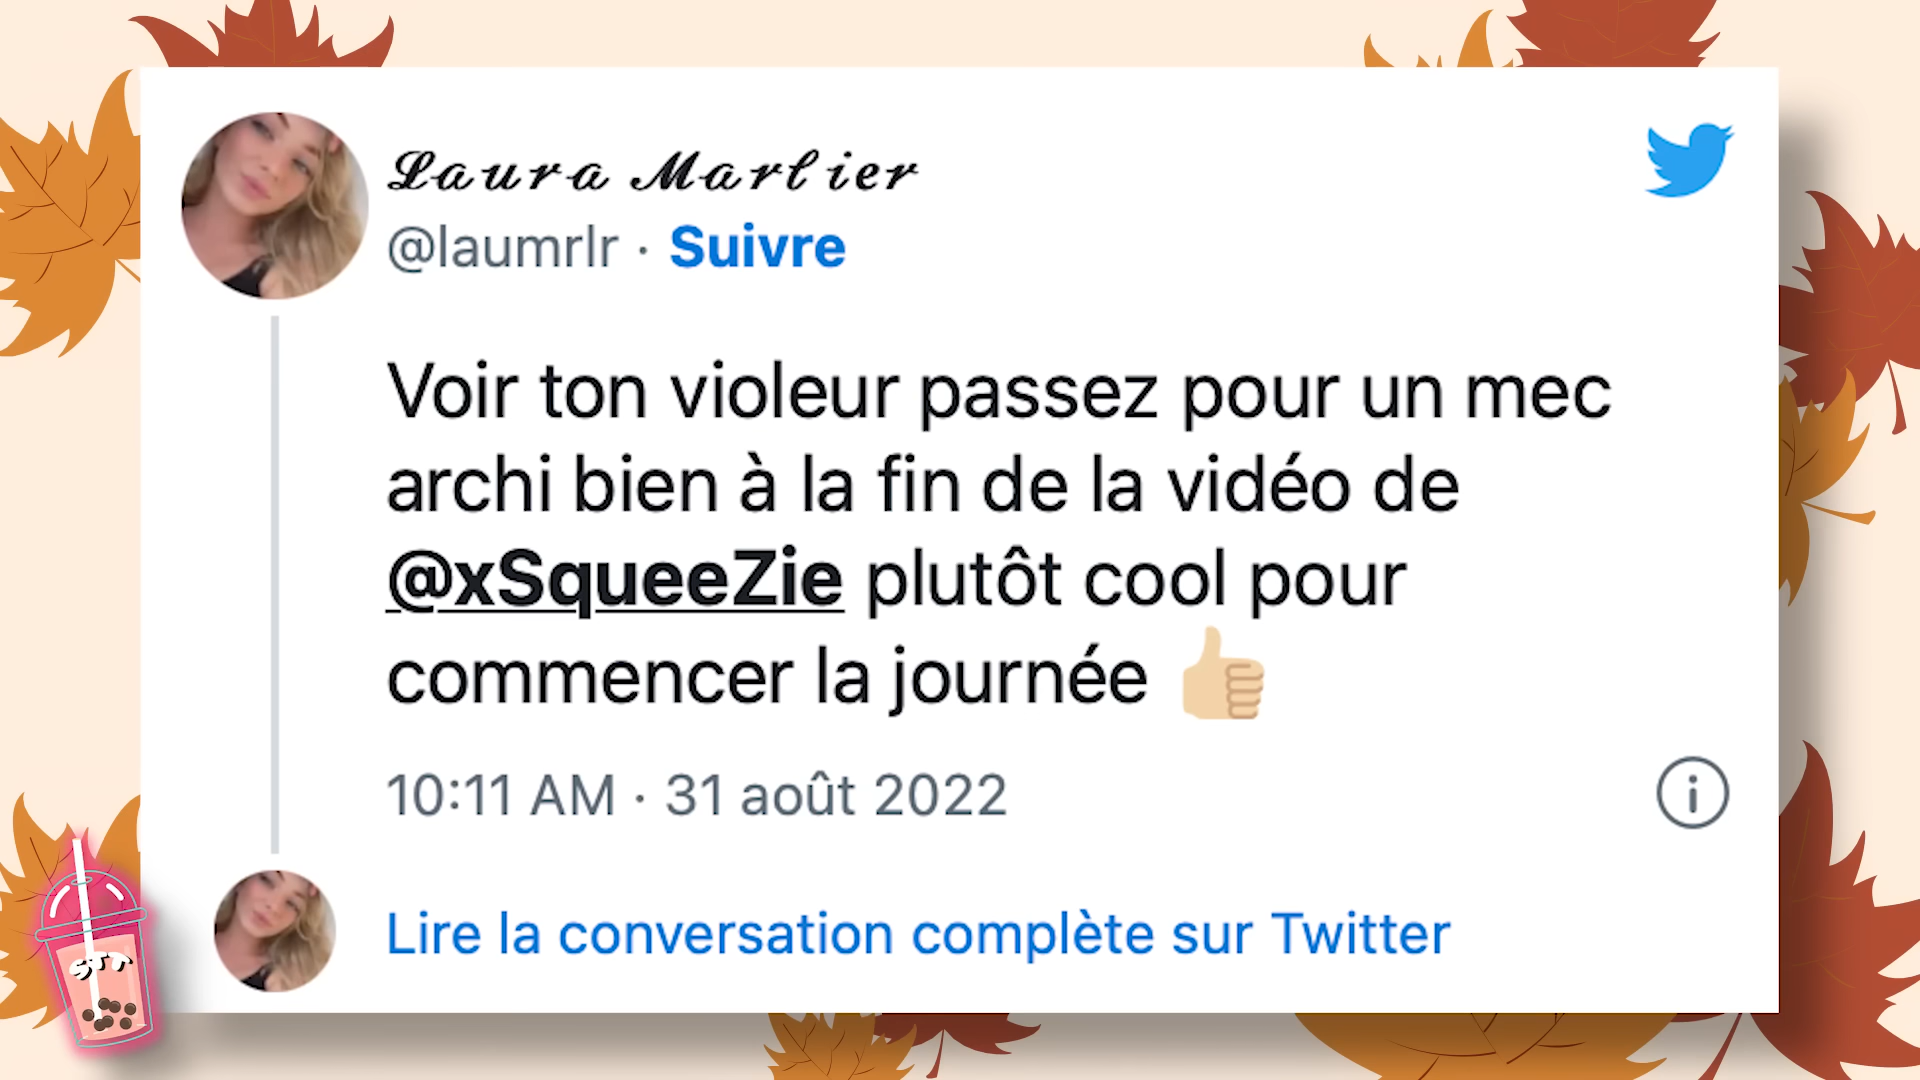 Laura Marlier
@laumrlr · Suivre
Voir ton violeur passez pour un mec
archi bien à la fin de la vidéo de
@xSqueeZie plutôt cool pour
commencer la journée 👍🏼
10:11 AM · 31 août 2022
Lire la conversation complète sur Twitter
STT